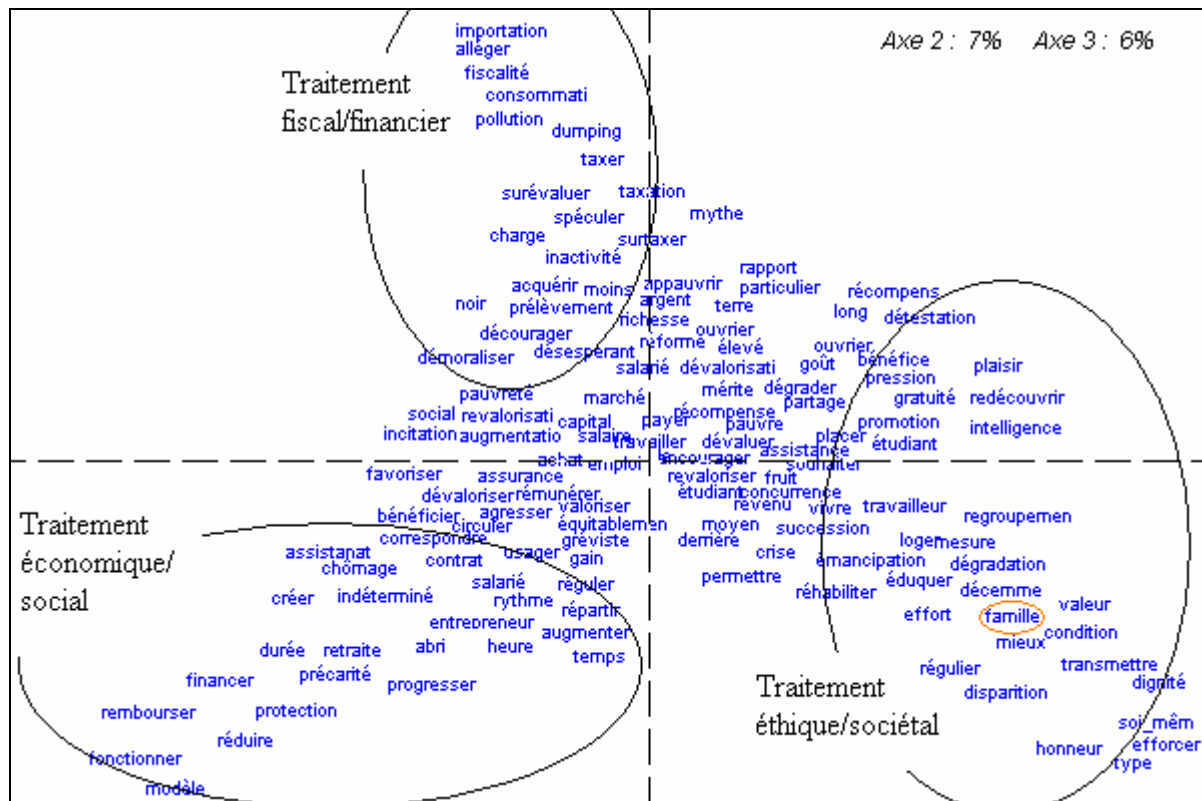 Axe 2 : 7% Axe 3 : 6%
importation
alléger
fiscalité
Traitement
fiscal/financier
consommati
pollution
dumping
taxer
surévaluer
taxation
spéculer
mythe
charge
surtaxer
inactivité
rapport
acquérir
moins
appauvrir
particulier
récompens
noir
prélèvement
argent
terre
long
détestation
richesse
décourager
ouvrier
démoraliser
désespérant
réforme
élevé
ouvrier
bénéfice
salarié
dévalorisati
goût
plaisir
pression
pauvreté
marché
mérite
dégrader
partage
gratuité
redécouvrir
social
revalorisati
capital
payer
récompense
pauvre
promotion
intelligence
incitation
augmentatio
salaire
travailler
dévaluer
placer
étudiant
assistance
achat
emploi
encourager
souhaiter
favoriser
assurance
revaloriser
fruit
dévaloriser
rémunérer
étudiant
concurrence
bénéficier
agresser
valoriser
revenu
vivre
travailleur
regroupemen
circuler
équitablemen
moyen
succession
Traitement
économique/
social
correspondre
gréviste
derrière
loger
mesure
assistanat
contrat
usager
gain
crise
émancipation
dégradation
chômage
salarié
réguler
permettre
éduquer
décemme
créer
indéterminé
rythme
répartir
réhabiliter
effort
famille
valeur
entrepreneur
augmenter
condition
durée
retraite
abri
heure
temps
mieux
financer
précarité
progresser
régulier
transmettre
Traitement
éthique/sociétal
disparition
dignité
rembourser
protection
soi_mêm
réduire
honneur
efforcer
fonctionner
type
modèle